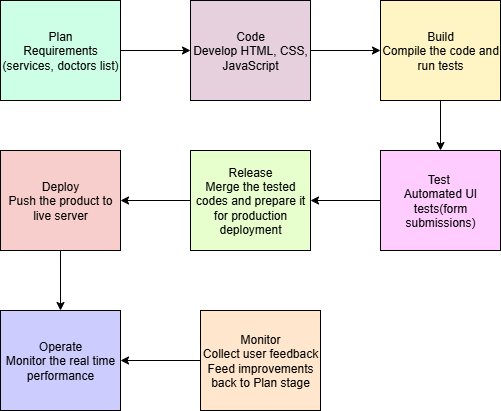 Plan
Requirements
(services, doctors list)
Code
Develop HTML, CSS,
JavaScript
Build
Compile the code and
run tests
Deploy
Push the product to
live server
Release
Merge the tested
codes and prepare it
for production
deployment
Test
Automated UI
tests(form
submissions)
Operate
Monitor the real time
performance
Monitor
Collect user feedback
Feed improvements
back to Plan stage